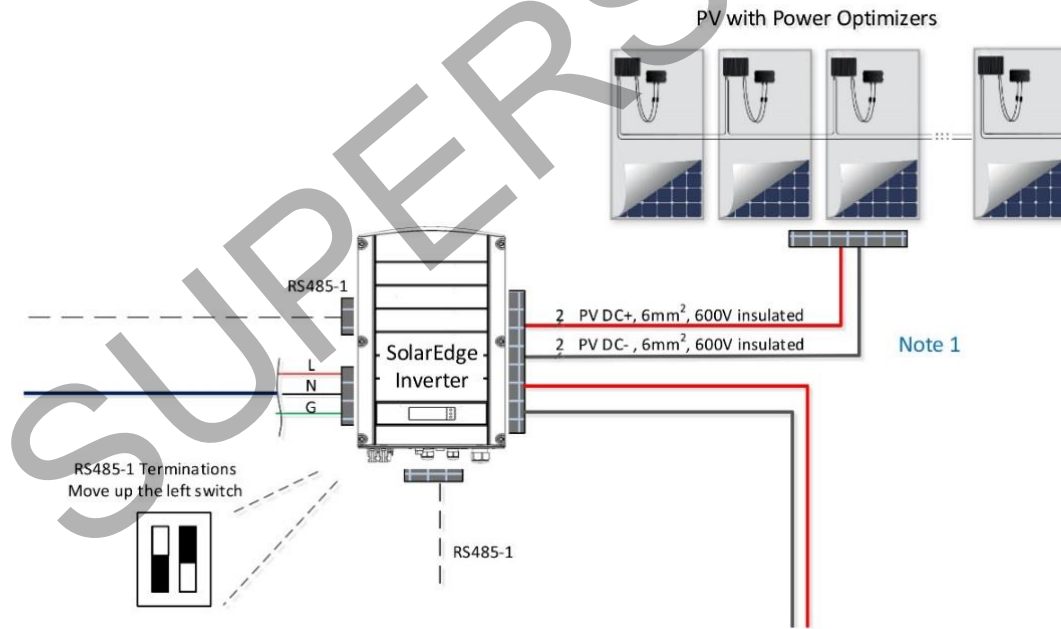 PV with Power Optimizers
RS485-1
2 PV DC+, 6mm², 600V insulated
2 PV DC- , 6mm², 600V insulated
Note 1
SolarEdge
Inverter
L
N
G
RS485-1 Terminations
Move up the left switch
RS485-1
SUPERS